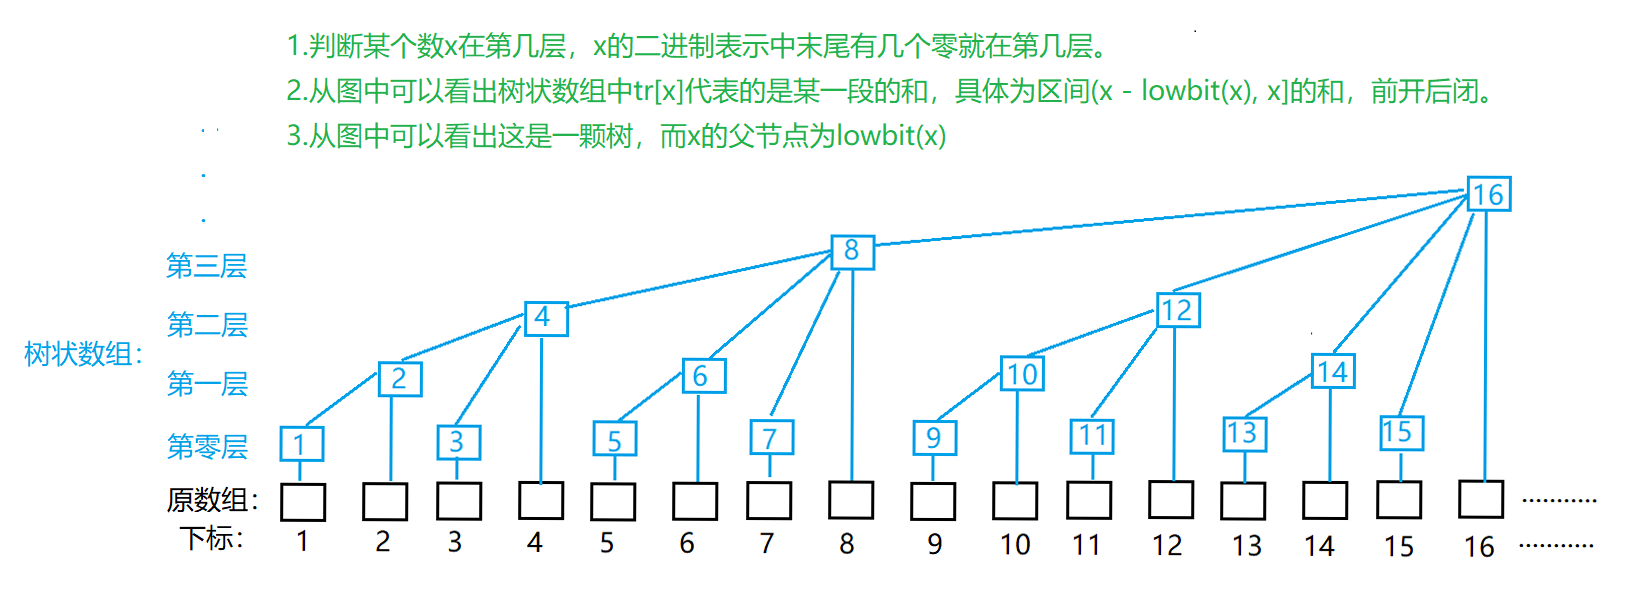 1.判断某个数x在第几层，x的二进制表示中末尾有几个零就在第几层。
2.从图中可以看出树状数组中tr[x]代表的是某一段的和，具体为区间(x - lowbit(x), x]的和，前开后闭。
3.从图中可以看出这是一颗树，而x的父节点为lowbit(x)
16
8
第三层
12
4
第二层
树状数组：
2
6
10
14
第一层
1
3
5
7
9
11
13
15
第零层
原数组：
...........
下标：
1 2 3 4 5 6 7 8 9 10 11 12 13 14 15 16 ...........